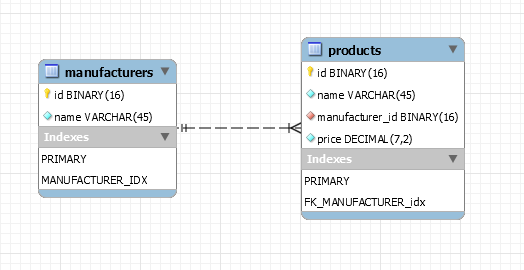 manufacturers
id BINARY(16)
name VARCHAR(45)
Indexes
PRIMARY
MANUFACTURER_IDX
products
id BINARY(16)
name VARCHAR(45)
manufacturer_id BINARY(16)
price DECIMAL(7,2)
Indexes
PRIMARY
FK_MANUFACTURER_idx